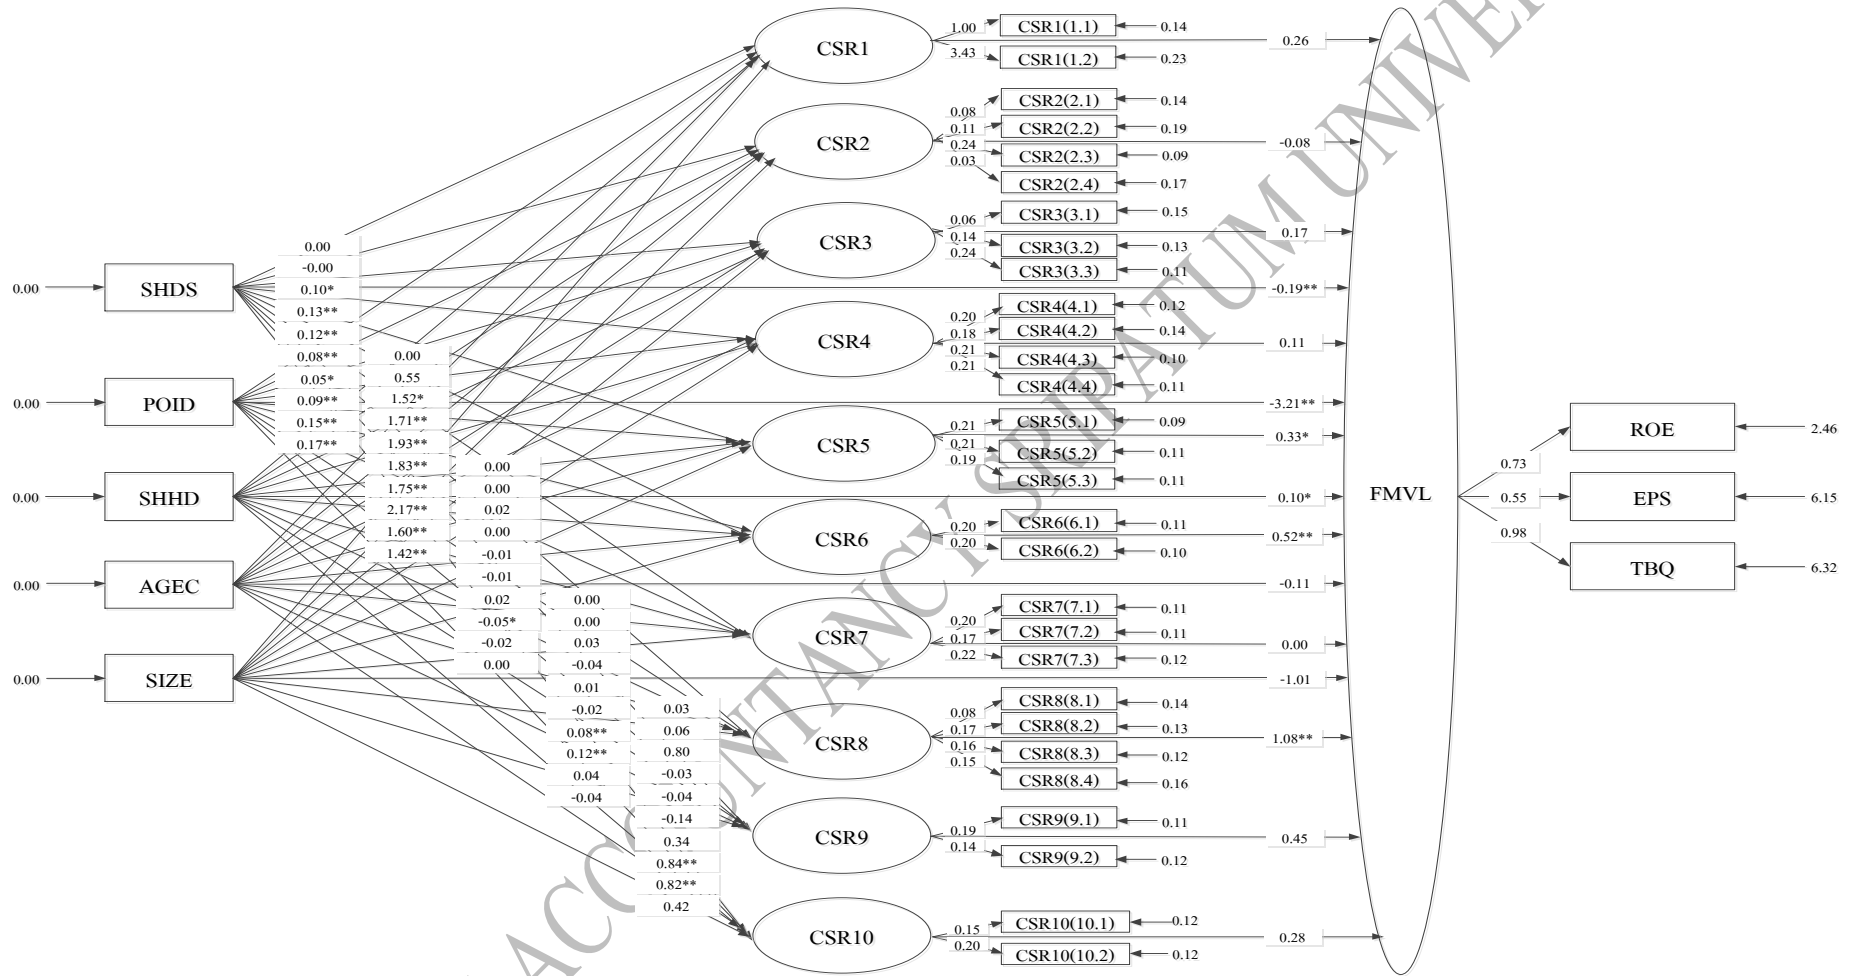 0.00
SHDS
0.00
POID
0.00
SHHD
0.00
AGEC
0.00
SIZE
0.00
-0.00
0.10*
0.13**
0.12**
0.08**
0.05*
0.09**
0.15**
0.17**
0.00
0.55
1.52*
1.71**
1.93**
1.83**
1.75**
2.17**
1.60**
1.42**
0.00
0.00
0.02
0.00
-0.01
-0.01
0.02
-0.05*
-0.02
0.00
0.00
0.00
0.03
-0.04
0.01
-0.02
0.08**
0.12**
0.04
-0.04
0.03
0.06
0.80
-0.03
-0.04
-0.14
0.34
0.84**
0.82**
0.42
CSR1
1.00 CSR1(1.1) 0.14
3.43 CSR1(1.2) 0.23
0.26
CSR2
0.08 CSR2(2.1) 0.14
0.11 CSR2(2.2) 0.19
0.24 CSR2(2.3) 0.09
0.03 CSR2(2.4) 0.17
-0.08
CSR3
0.06 CSR3(3.1) 0.15
0.14 CSR3(3.2) 0.13
0.24 CSR3(3.3) 0.11
0.17
-0.19**
CSR4
0.20 CSR4(4.1) 0.12
0.18 CSR4(4.2) 0.14
0.21 CSR4(4.3) 0.10
0.21 CSR4(4.4) 0.11
0.11
-3.21**
CSR5
0.21 CSR5(5.1) 0.09
0.21 CSR5(5.2) 0.11
0.19 CSR5(5.3) 0.11
0.33*
0.10*
CSR6
0.20 CSR6(6.1) 0.11
0.20 CSR6(6.2) 0.10
0.52**
-0.11
CSR7
0.20 CSR7(7.1) 0.11
0.17 CSR7(7.2) 0.11
0.22 CSR7(7.3) 0.12
0.00
-1.01
CSR8
0.08 CSR8(8.1) 0.14
0.17 CSR8(8.2) 0.13
0.16 CSR8(8.3) 0.12
0.15 CSR8(8.4) 0.16
1.08**
CSR9
0.19 CSR9(9.1) 0.11
0.14 CSR9(9.2) 0.12
0.45
CSR10
0.15 CSR10(10.1) 0.12
0.20 CSR10(10.2) 0.12
0.28
FMVL
0.73 ROE 2.46
0.55 EPS 6.15
0.98 TBQ 6.32
ACCOUNTANCY SRIPATUM UNIVER